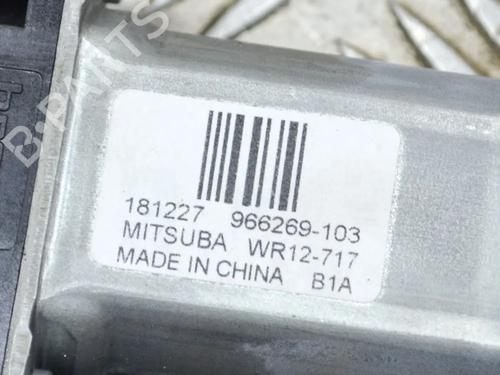 B-PARTS
181227 966269-103
MITSUBA WR12-717
MADE IN CHINA B1A